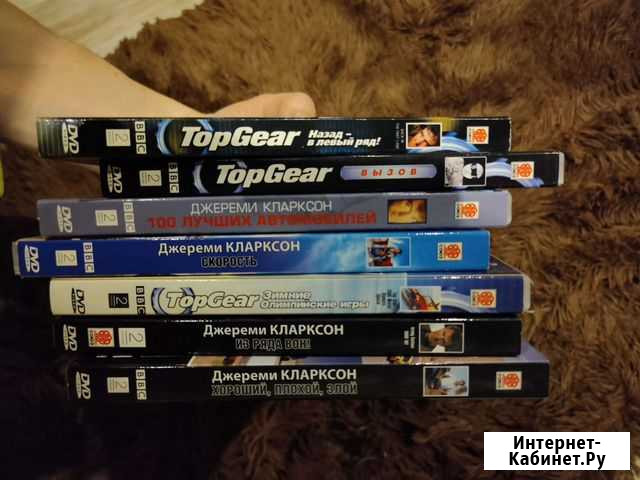 DVD
BBC
2
TopGear
Назад -
в левый ряд!
DVD
BBC
2
TopGear
ВЫЗОВ
DVD
BBC
2
ДЖЕРЕМИ КЛАРКСОН
100 ЛУЧШИХ АВТОМОБИЛЕЙ
DVD
BBC
2
Джереми КЛАРКСОН
СКОРОСТЬ
DVD
BBC
2
TopGear
Зимние
Олимпийские игры
DVD
BBC
2
Джереми КЛАРКСОН
ИЗ РЯДА ВОН!
DVD
BBC
2
Джереми КЛАРКСОН
ХОРОШИЙ, ПЛОХОЙ, ЗЛОЙ
Интернет-
Кабинет.Ру